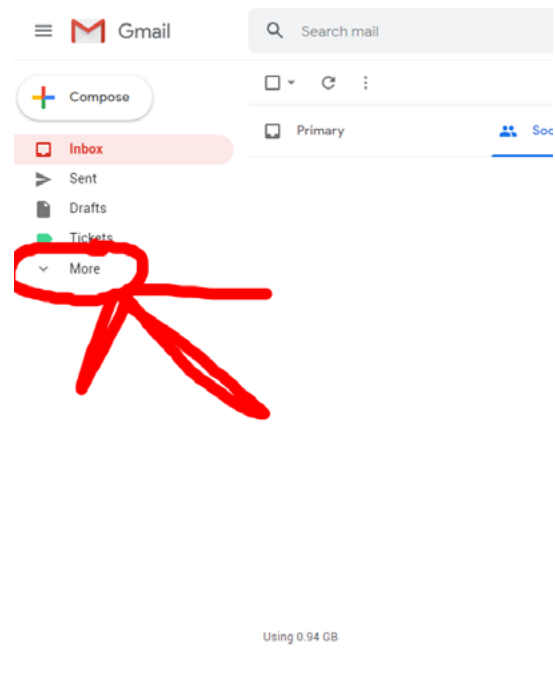 Gmail
Search mail
Compose
Primary
Soc
Inbox
Sent
Drafts
Tickets
More
Using 0.94 GB